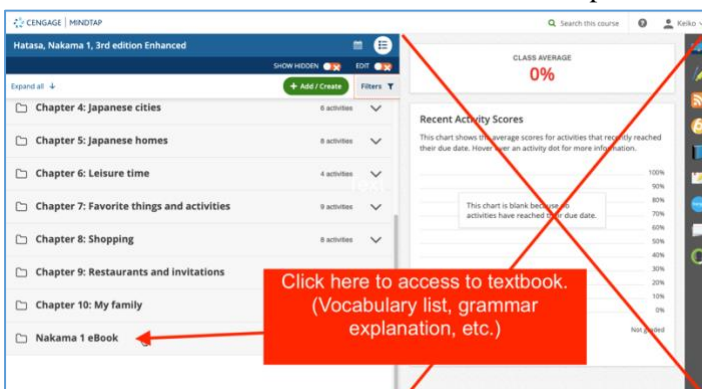 CENGAGE | MINDTAP
Search this course
Keiko
Hatasa, Nakama 1, 3rd edition Enhanced
SHOW HIDDEN
EDIT
Expand all
+ Add / Create
Filters
Chapter 4: Japanese cities
6 activities
Chapter 5: Japanese homes
8 activities
Chapter 6: Leisure time
4 activities
Chapter 7: Favorite things and activities
9 activities
Chapter 8: Shopping
8 activities
Chapter 9: Restaurants and invitations
Chapter 10: My family
Nakama 1 eBook
Click here to access to textbook.
(Vocabulary list, grammar
explanation, etc.)
CLASS AVERAGE
0%
Recent Activity Scores
This chart shows the average scores for activities that recently reached
their due date. Hover over an activity dot for more information.
100%
90%
80%
70%
60%
50%
40%
30%
20%
10%
0%
This chart is blank because no
activities have reached their due date.
Not graded